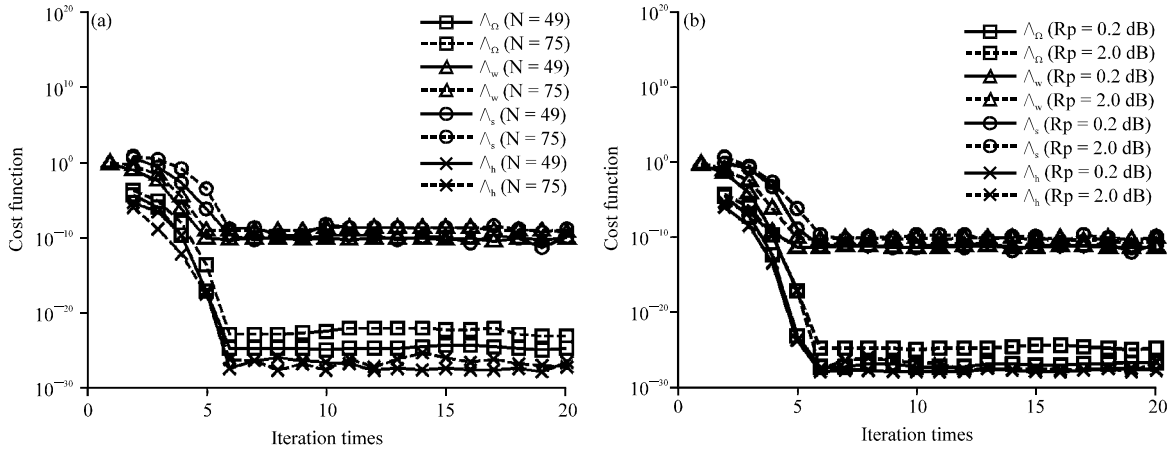 (a)
10^20
10^10
10^0
10^−10
10^−20
10^−30
Cost function
0 5 10 15 20
Iteration times
Λ_Ω (N = 49)
Λ_Ω (N = 75)
Λ_w (N = 49)
Λ_w (N = 75)
Λ_s (N = 49)
Λ_s (N = 75)
Λ_h (N = 49)
Λ_h (N = 75)
(b)
10^20
10^10
10^0
10^−10
10^−20
10^−30
Cost function
0 5 10 15 20
Iteration times
Λ_Ω (Rp = 0.2 dB)
Λ_Ω (Rp = 2.0 dB)
Λ_w (Rp = 0.2 dB)
Λ_w (Rp = 2.0 dB)
Λ_s (Rp = 0.2 dB)
Λ_s (Rp = 2.0 dB)
Λ_h (Rp = 0.2 dB)
Λ_h (Rp = 2.0 dB)